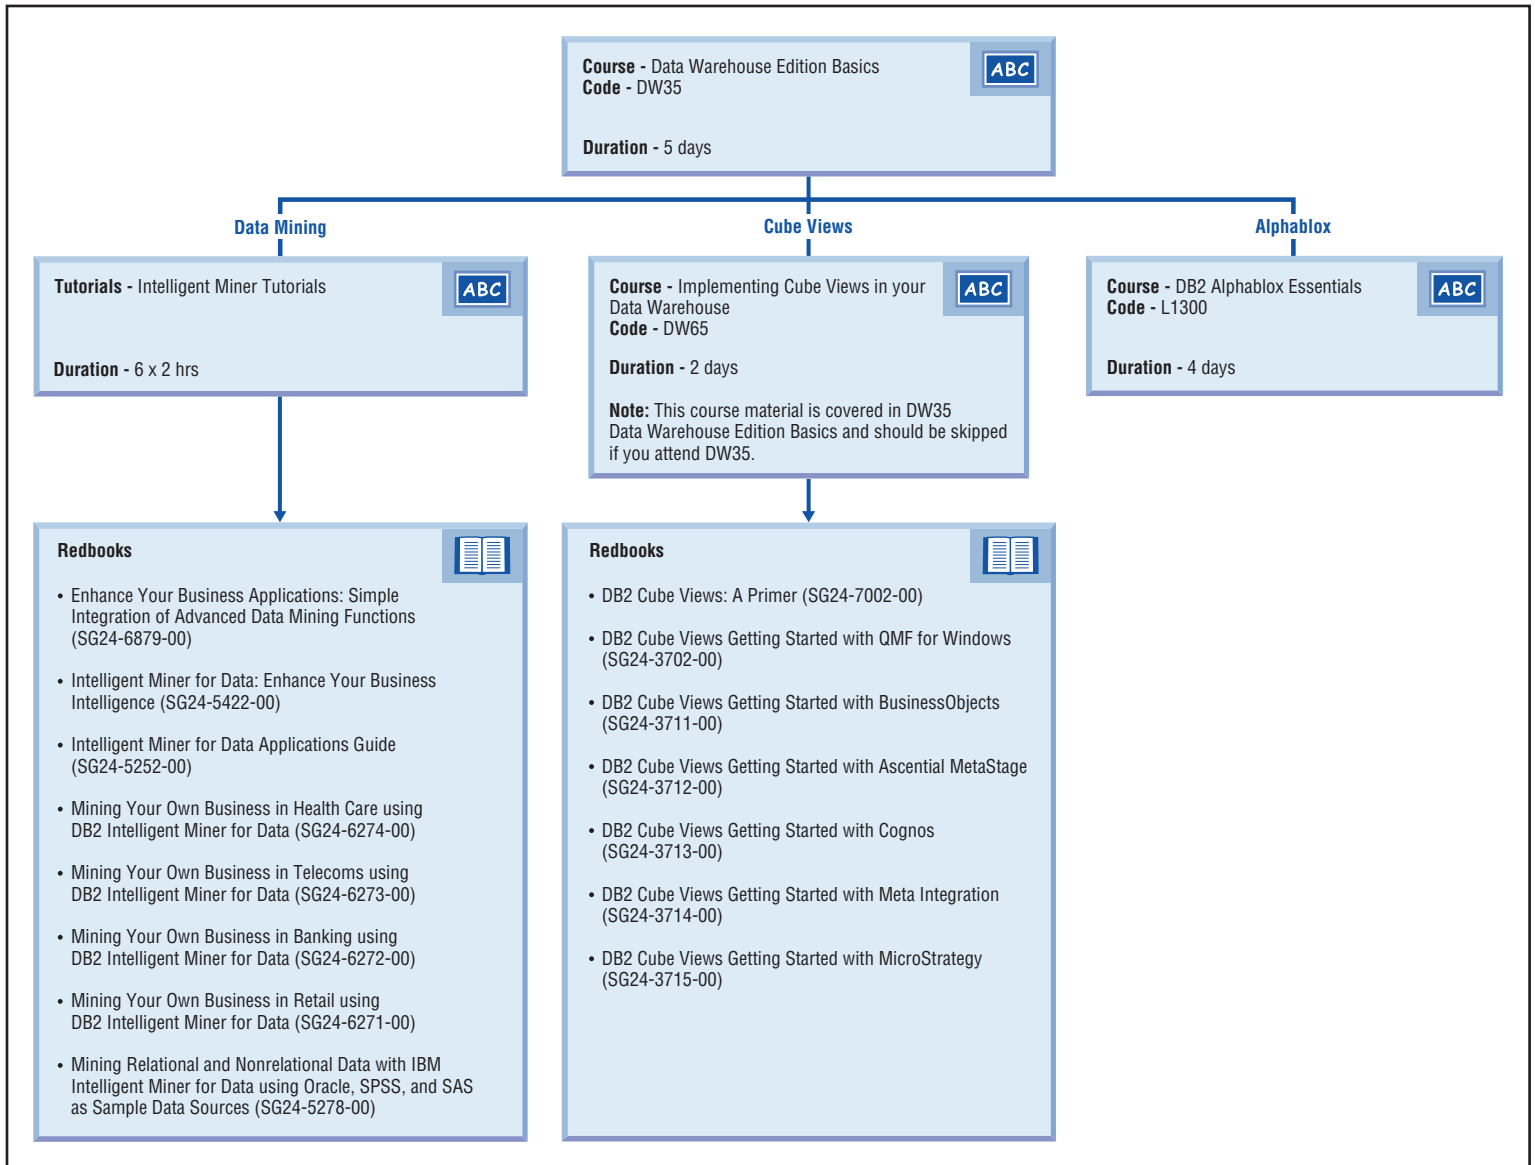 Course - Data Warehouse Edition Basics
Code - DW35
ABC
Duration - 5 days
Data Mining
Cube Views
Alphablox
Tutorials - Intelligent Miner Tutorials
ABC
Duration - 6 x 2 hrs
Course - Implementing Cube Views in your
Data Warehouse
Code - DW65
ABC
Duration - 2 days
Note: This course material is covered in DW35
Data Warehouse Edition Basics and should be skipped
if you attend DW35.
Course - DB2 Alphablox Essentials
Code - L1300
ABC
Duration - 4 days
Redbooks
• Enhance Your Business Applications: Simple
Integration of Advanced Data Mining Functions
(SG24-6879-00)
• Intelligent Miner for Data: Enhance Your Business
Intelligence (SG24-5422-00)
• Intelligent Miner for Data Applications Guide
(SG24-5252-00)
• Mining Your Own Business in Health Care using
DB2 Intelligent Miner for Data (SG24-6274-00)
• Mining Your Own Business in Telecoms using
DB2 Intelligent Miner for Data (SG24-6273-00)
• Mining Your Own Business in Banking using
DB2 Intelligent Miner for Data (SG24-6272-00)
• Mining Your Own Business in Retail using
DB2 Intelligent Miner for Data (SG24-6271-00)
• Mining Relational and Nonrelational Data with IBM
Intelligent Miner for Data using Oracle, SPSS, and SAS
as Sample Data Sources (SG24-5278-00)
Redbooks
• DB2 Cube Views: A Primer (SG24-7002-00)
• DB2 Cube Views Getting Started with QMF for Windows
(SG24-3702-00)
• DB2 Cube Views Getting Started with BusinessObjects
(SG24-3711-00)
• DB2 Cube Views Getting Started with Ascential MetaStage
(SG24-3712-00)
• DB2 Cube Views Getting Started with Cognos
(SG24-3713-00)
• DB2 Cube Views Getting Started with Meta Integration
(SG24-3714-00)
• DB2 Cube Views Getting Started with MicroStrategy
(SG24-3715-00)